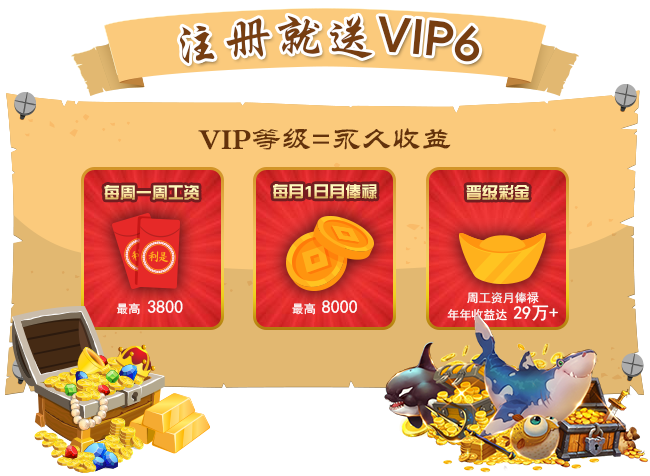 注册就送VIP6
VIP等级=永久收益
每周一周工资
利是
最高 3800
每月1日月俸禄
最高 8000
晋级彩金
周工资月俸禄
年年收益达 29万+